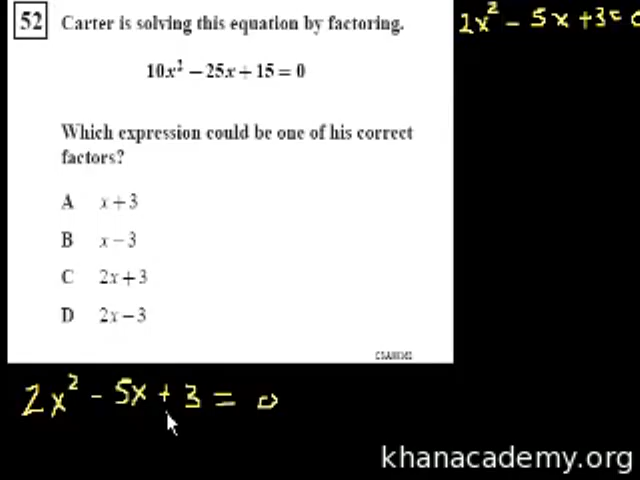 52 Carter is solving this equation by factoring.
10x² − 25x + 15 = 0
Which expression could be one of his correct
factors?
A x + 3
B x − 3
C 2x + 3
D 2x − 3
2x² - 5x + 3 =
2x² - 5x + 3 = 0
khanacademy.org